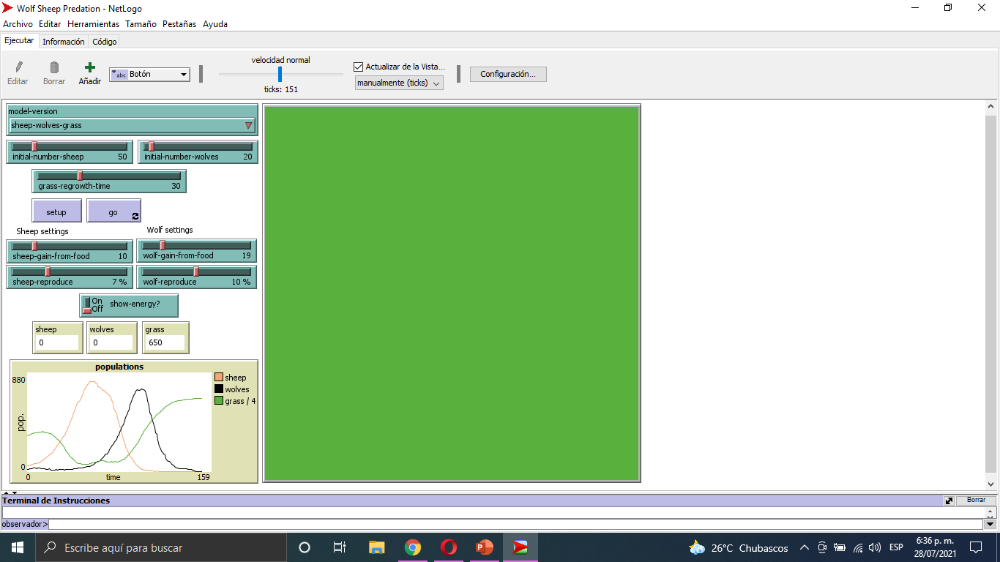 Wolf Sheep Predation - NetLogo
Archivo Editar Herramientas Tamaño Pestañas Ayuda
Ejecutar Información Código
Editar Borrar Añadir
abc Botón
velocidad normal
ticks: 151
Actualizar de la Vista...
manualmente (ticks)
Configuración...
model-version
sheep-wolves-grass
initial-number-sheep 50
initial-number-wolves 20
grass-regrowth-time 30
setup
go
Sheep settings
Wolf settings
sheep-gain-from-food 10
wolf-gain-from-food 19
sheep-reproduce 7 %
wolf-reproduce 10 %
On
Off
show-energy?
sheep
0
wolves
0
grass
650
populations
880
pop.
0
0 time 159
sheep
wolves
grass / 4
Terminal de Instrucciones
Borrar
observador>
Escribe aquí para buscar
26°C Chubascos
ESP
6:36 p. m.
28/07/2021